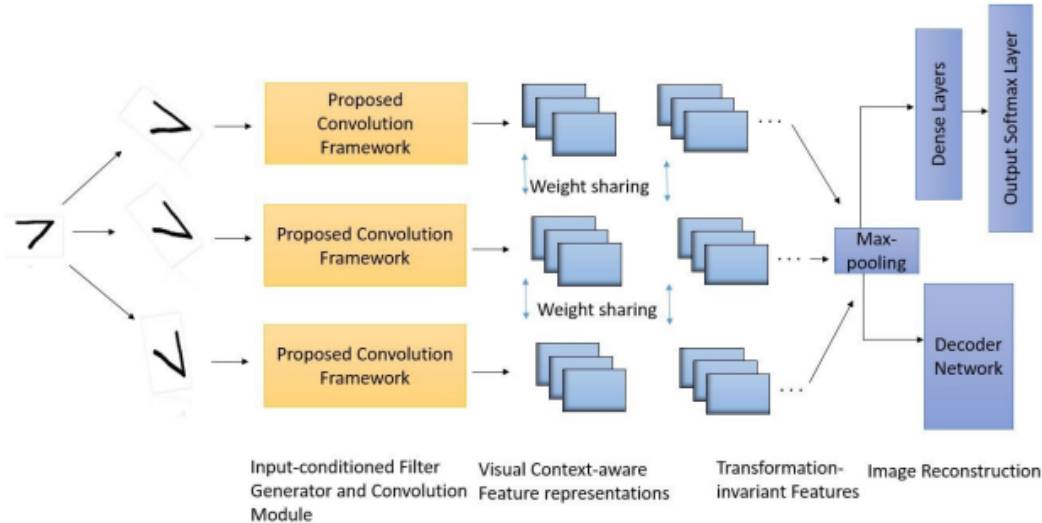 Proposed
Convolution
Framework
Weight sharing
Proposed Convolution
Framework
Weight sharing
Proposed Convolution
Framework
Max-
pooling
Dense Layers
Output Softmax Layer
Decoder
Network
Input-conditioned Filter
Generator and Convolution
Module
Visual Context-aware
Feature representations
Transformation-
invariant Features
Image Reconstruction